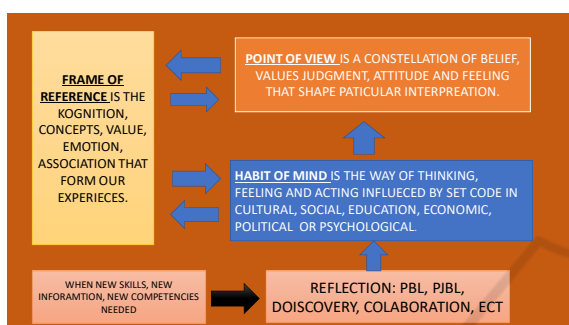 FRAME OF
REFERENCE IS THE
KOGNITION,
CONCEPTS, VALUE,
EMOTION,
ASSOCIATION THAT
FORM OUR
EXPERIECES.
POINT OF VIEW IS A CONSTELLATION OF BELIEF,
VALUES JUDGMENT, ATTITUDE AND FEELING
THAT SHAPE PATICULAR INTERPREATION.
HABIT OF MIND IS THE WAY OF THINKING,
FEELING AND ACTING INFLUECED BY SET CODE IN
CULTURAL, SOCIAL, EDUCATION, ECONOMIC,
POLITICAL OR PSYCHOLOGICAL.
WHEN NEW SKILLS, NEW
INFORAMTION, NEW COMPETENCIES
NEEDED
REFLECTION: PBL, PJBL,
DOISCOVERY, COLABORATION, ECT